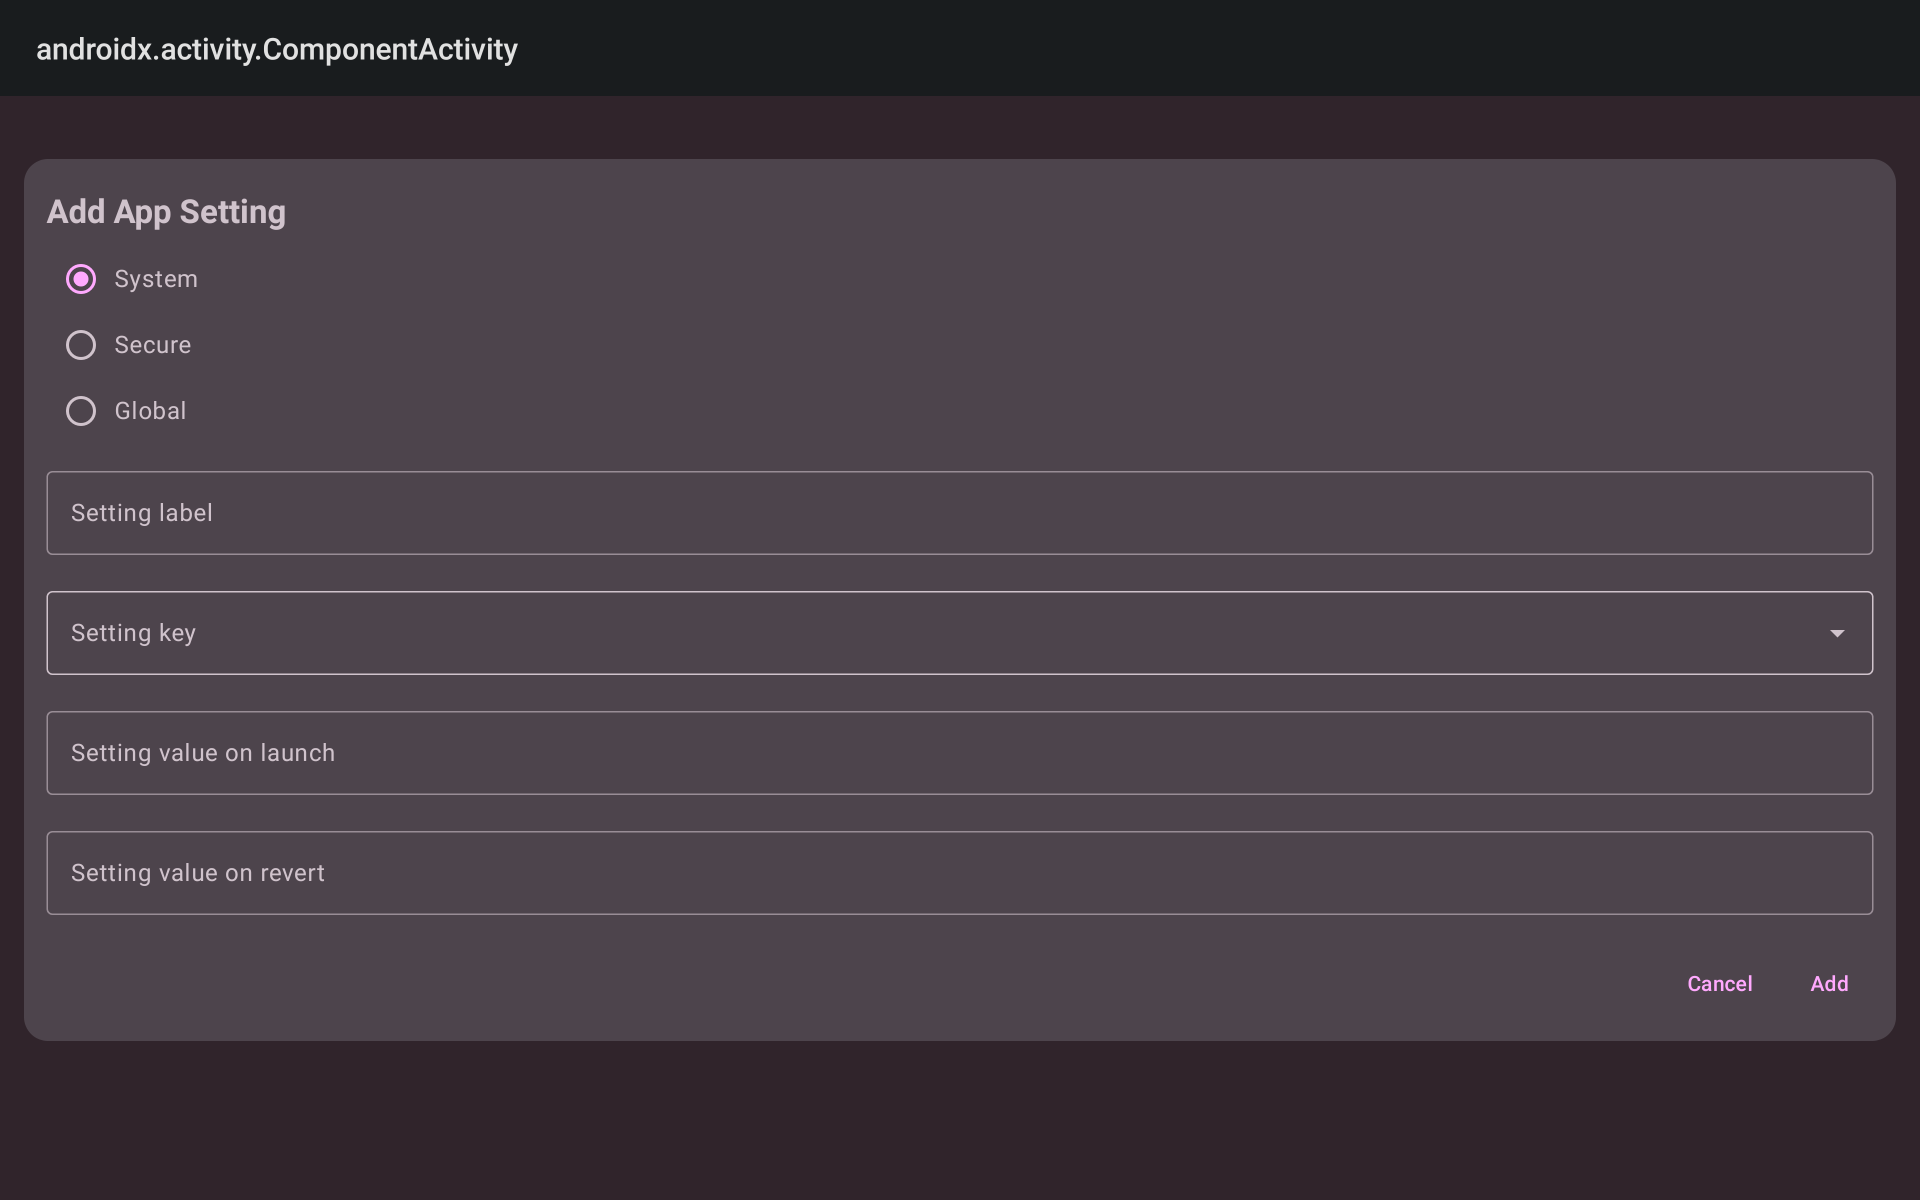 androidx.activity.ComponentActivity
Add App Setting
System
Secure
Global
Setting label
Setting key
Setting value on launch
Setting value on revert
Cancel Add